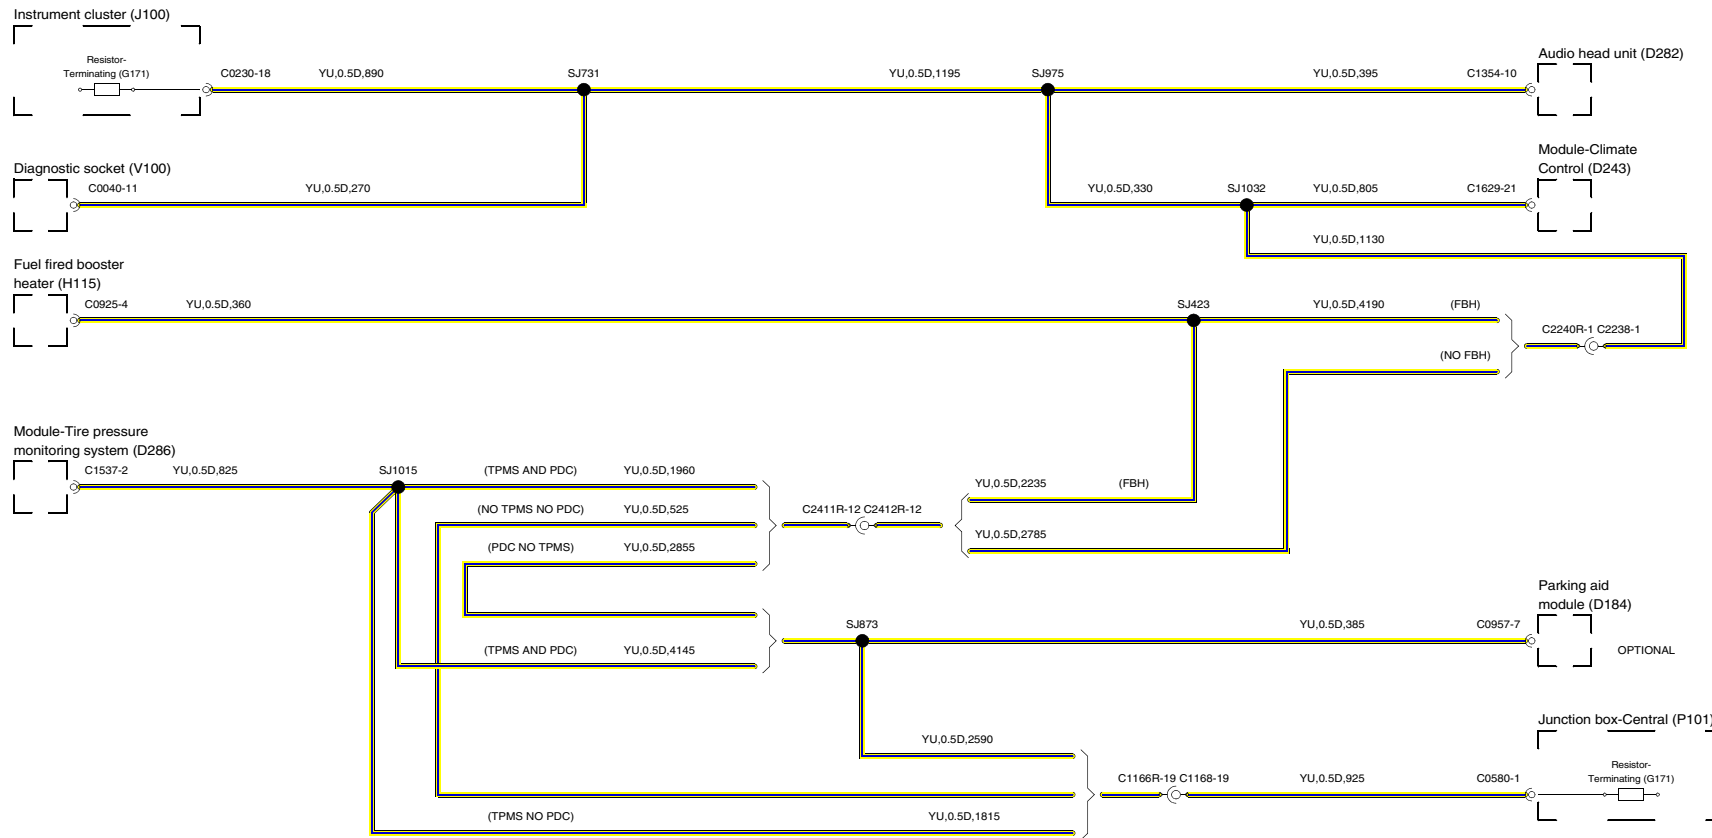 Instrument cluster (J100)
Resistor-
Terminating (G171)
C0230-18
YU,0.5D,890
SJ731
YU,0.5D,1195
SJ975
YU,0.5D,395
C1354-10
Audio head unit (D282)
Diagnostic socket (V100)
C0040-11
YU,0.5D,270
YU,0.5D,330
SJ1032
YU,0.5D,805
C1629-21
Module-Climate
Control (D243)
YU,0.5D,1130
Fuel fired booster
heater (H115)
C0925-4
YU,0.5D,360
SJ423
YU,0.5D,4190
(FBH)
C2240R-1 C2238-1
(NO FBH)
Module-Tire pressure
monitoring system (D286)
C1537-2
YU,0.5D,825
SJ1015
(TPMS AND PDC)
YU,0.5D,1960
(NO TPMS NO PDC)
YU,0.5D,525
(PDC NO TPMS)
YU,0.5D,2855
C2411R-12 C2412R-12
YU,0.5D,2235
(FBH)
YU,0.5D,2785
(TPMS AND PDC)
YU,0.5D,4145
SJ873
YU,0.5D,385
C0957-7
Parking aid
module (D184)
OPTIONAL
YU,0.5D,2590
C1166R-19 C1168-19
YU,0.5D,925
C0580-1
Junction box-Central (P101)
Resistor-
Terminating (G171)
(TPMS NO PDC)
YU,0.5D,1815